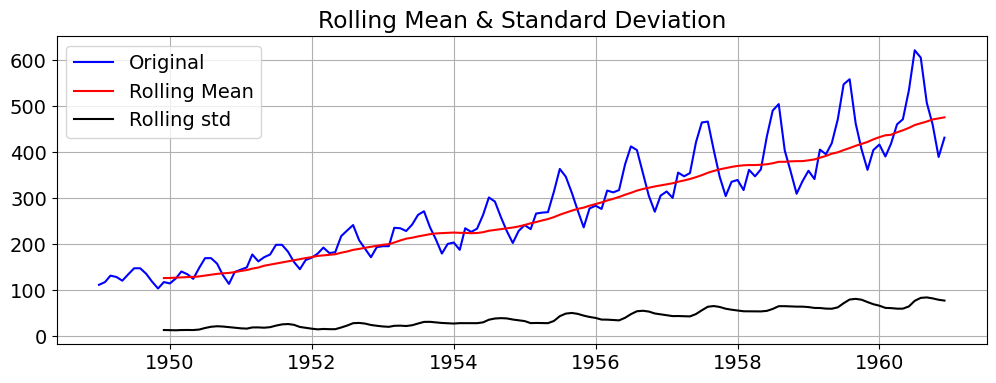 Rolling Mean & Standard Deviation
600
500
400
300
200
100
0
Original
Rolling Mean
Rolling std
1950 1952 1954 1956 1958 1960